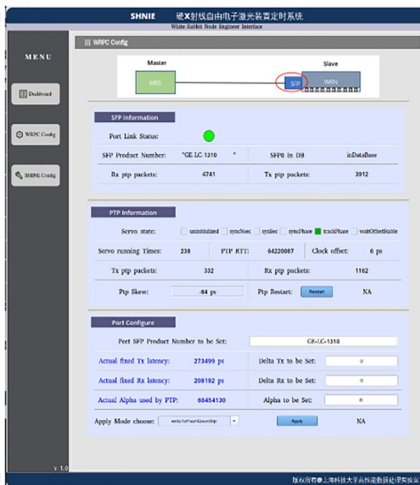 SHNIE 硬X射线自由电子激光装置定时系统
White Rabbit Node Engineer Interface
MENU
WRPC Config
Master
Slave
WRS
SFP
WRN
Dashboard
WRPC Config
SHINE Config
SFP Information
Port Link Status:
SFP Product Number: "GE-LC-1310 " SFP0 In DB inDataBase
Rx ptp packets: 4741 Tx ptp packets: 3912
PTP Information
Servo state: uninitialized syncNsec syncSec syncPhase trackPhase waitOffsetStable
Servo running Times: 238 PTP RTT: 64220087 Clock offset: 6 ps
Tx ptp packets: 332 Rx ptp packets: 1162
Ptp Skew: -64 ps Ptp Restart: Restart NA
Port Configure
Port SFP Product Number to be Set: GE-LC-1310
Actual fixed Tx latency: 273499 ps Delta Tx to be Set: 0
Actual fixed Rx latency: 208192 ps Delta Rx to be Set: 0
Actual Alpha used by PTP: 66454130 Alpha to be Set: 0
Apply Mode choose: Apply NA
v 1.0